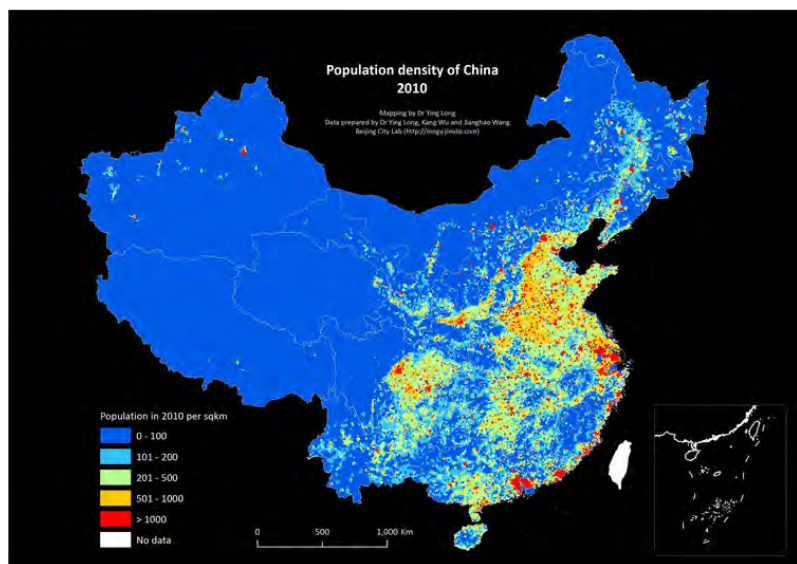 Population density of China
2010
Mapping by Dr Ying Long
Data prepared by Dr Ying Long, Kang Wu and Jianghao Wang
Beijing City Lab (http://longy.jimdo.com)
Population in 2010 per sqkm
0 - 100
101 - 200
201 - 500
501 - 1000
> 1000
No data
0 500 1,000 Km